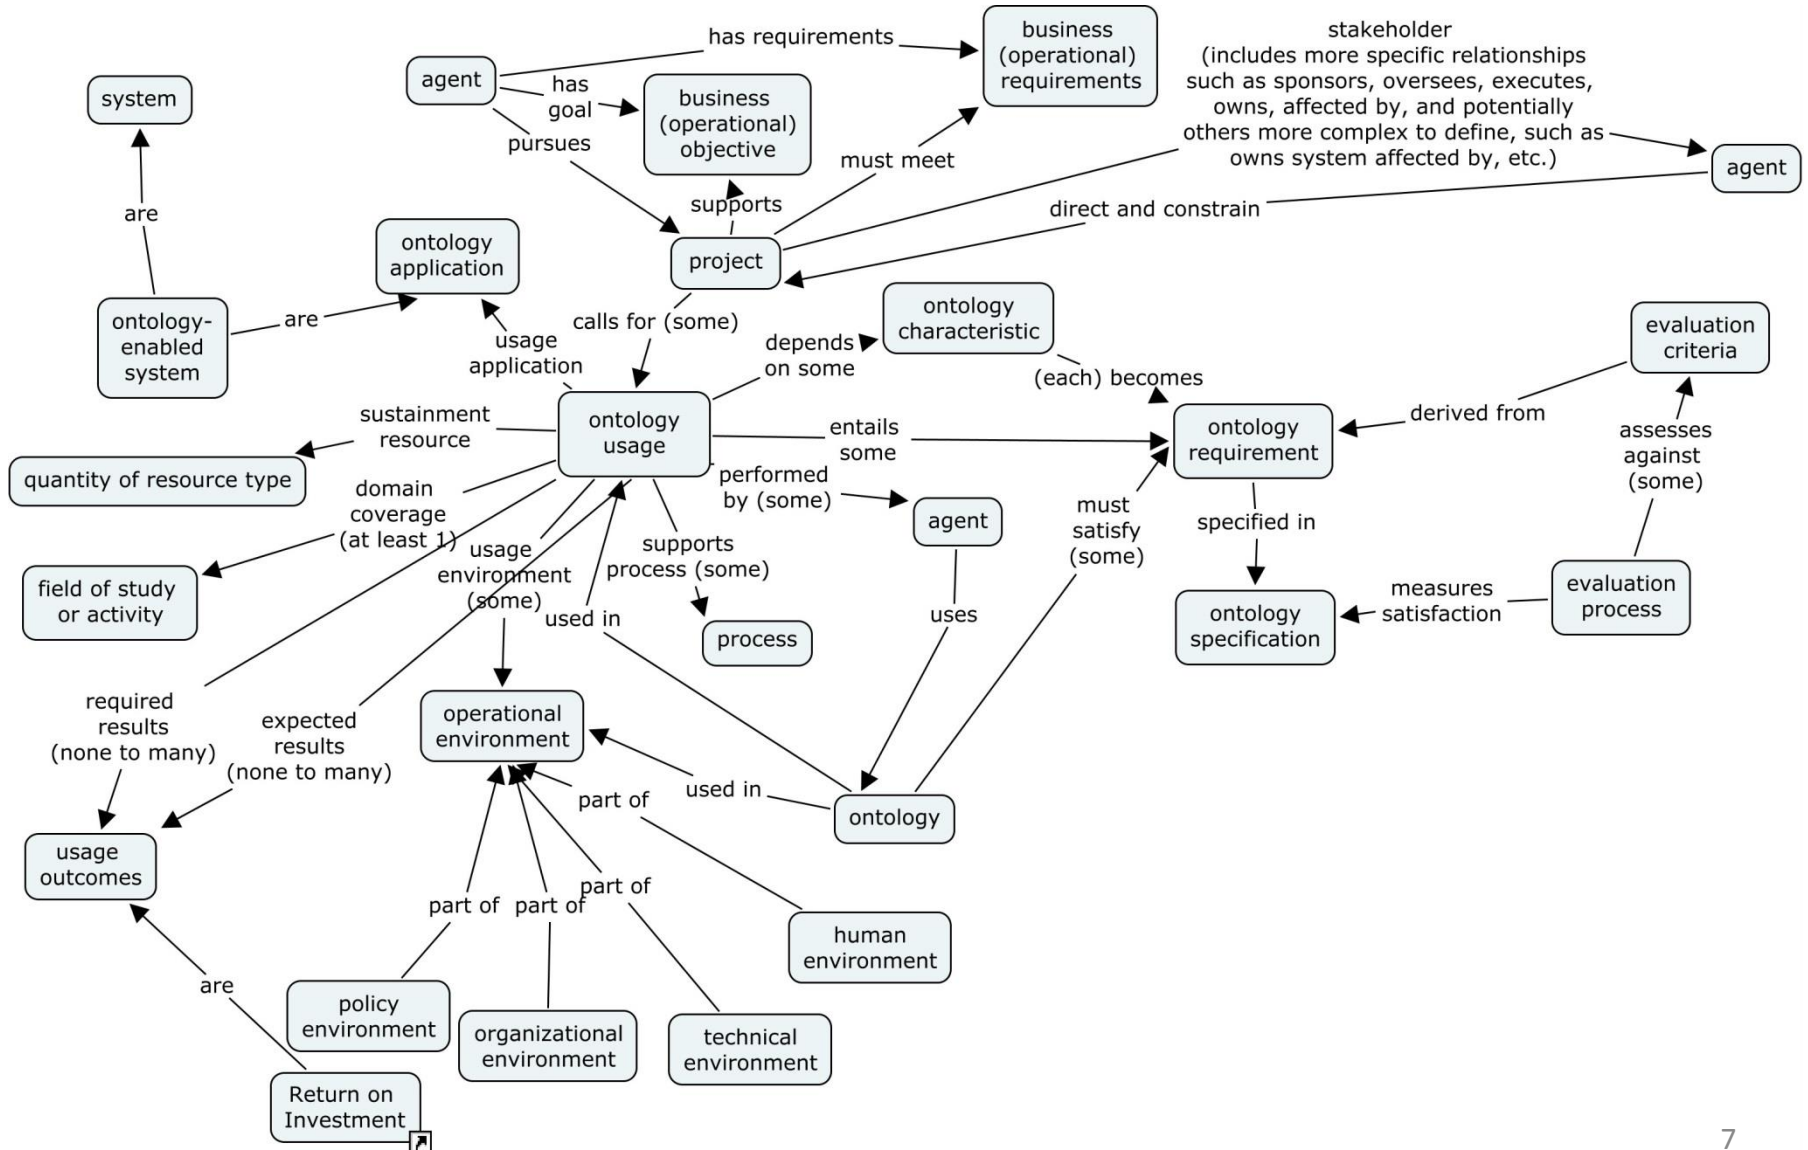 business
(operational)
requirements
stakeholder
(includes more specific relationships
such as sponsors, oversees, executes,
owns, affected by, and potentially
others more complex to define, such as
owns system affected by, etc.)
has requirements
agent
has
goal
business
(operational)
objective
system
pursues
must meet
agent
supports
direct and constrain
are
ontology
application
project
ontology-
enabled
system
are
calls for (some)
usage
application
ontology
characteristic
depends
on some
(each) becomes
evaluation
criteria
sustainment
resource
ontology
usage
entails
some
ontology
requirement
derived from
assesses
against
(some)
quantity of resource type
domain
coverage
(at least 1)
performed
by (some)
agent
must
satisfy
(some)
specified in
usage
environment
(some)
supports
process (some)
field of study
or activity
used in
process
uses
ontology
specification
measures
satisfaction
evaluation
process
required
results
(none to many)
expected
results
(none to many)
operational
environment
used in
part of
ontology
usage
outcomes
part of
part of
part of
human
environment
are
policy
environment
organizational
environment
technical
environment
Return on
Investment
7